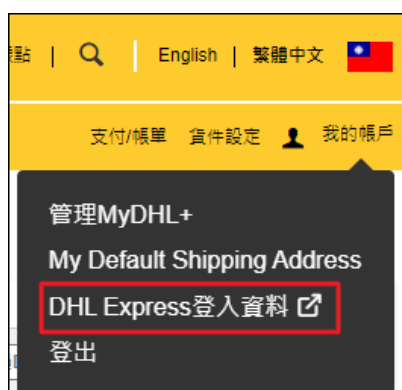 點 | English | 繁體中文
支付/帳單 貨件設定 我的帳戶
管理MyDHL+
My Default Shipping Address
DHL Express登入資料
登出